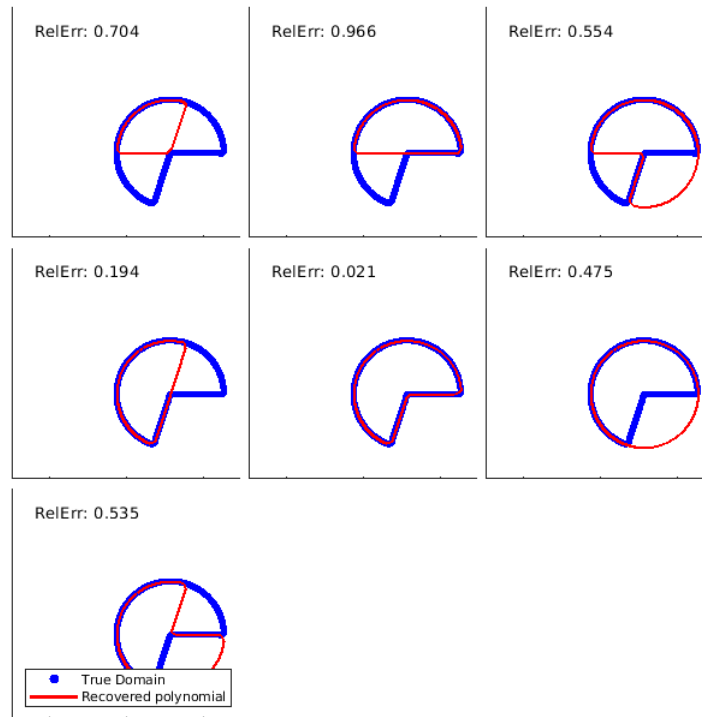 RelErr: 0.704
RelErr: 0.966
RelErr: 0.554
RelErr: 0.194
RelErr: 0.021
RelErr: 0.475
RelErr: 0.535
True Domain
Recovered polynomial